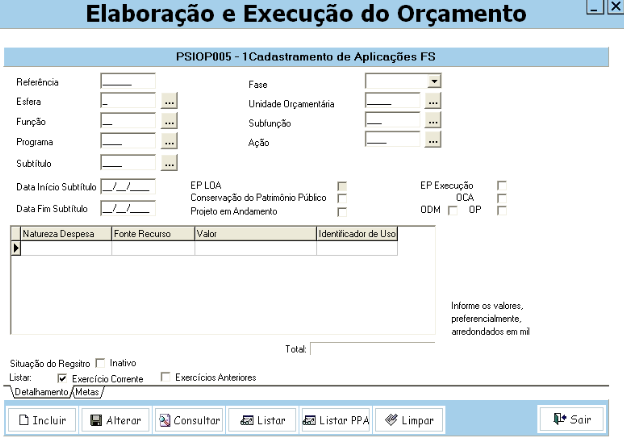 Elaboração e Execução do Orçamento
PSIOP005 - 1Cadastramento de Aplicações FS
Referência Fase
Esfera ... Unidade Orçamentária ...
Função ... Subfunção ...
Programa ... Ação ...
Subtítulo ...
Data Início Subtítulo _/_/__ EP LOA EP Execução
Conservação do Patrimônio Público OCA
Data Fim Subtítulo _/_/__ Projeto em Andamento ODM OP
Natureza Despesa Fonte Recurso Valor Identificador de Uso
Informe os valores,
preferencialmente,
arredondados em mil
Total:
Situação do Regsitro Inativo
Listar: Exercício Corrente Exercícios Anteriores
Detalhamento Metas
Incluir Alterar Consultar Listar Listar PPA Limpar Sair